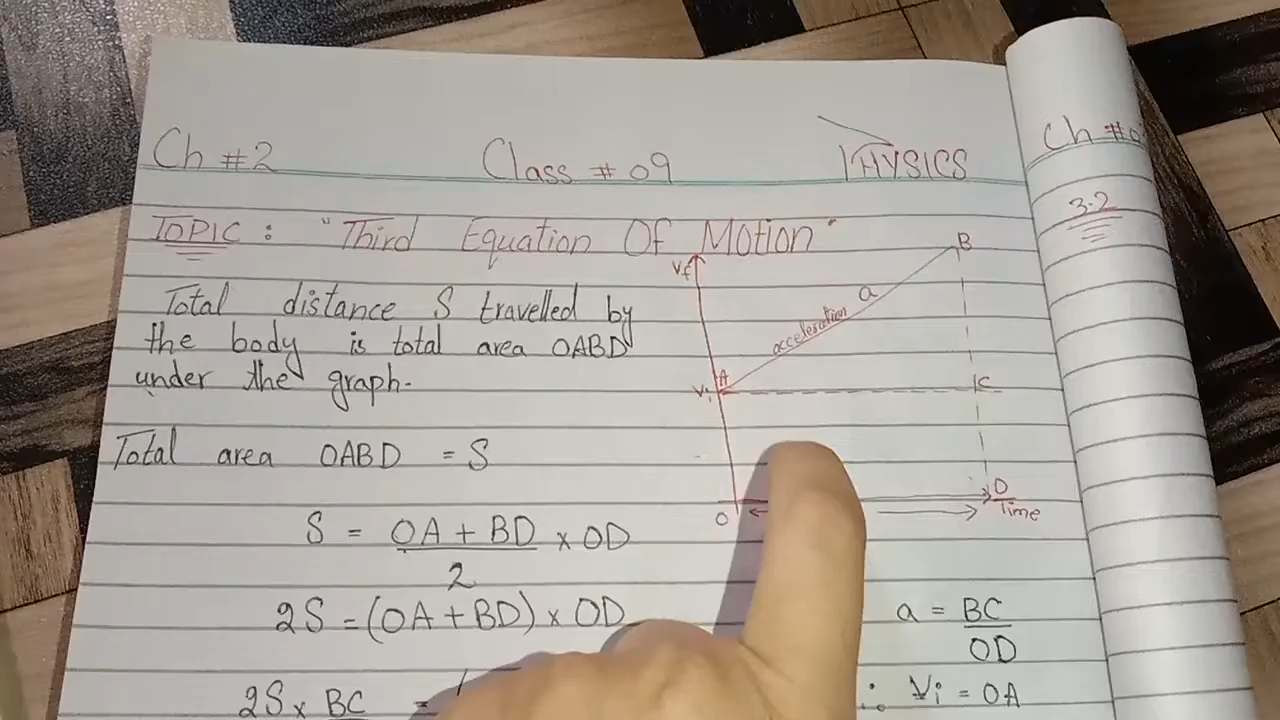 Ch #2 Class # 09 PHYSICS
TOPIC : "Third Equation Of Motion"
Total distance S travelled by
the body is total area OABD
under the graph.
Total area OABD = S
S = OA + BD / 2 × OD
2S = (OA + BD) × OD
2S × BC =
Vf
B
a
acceleration
A
Vi
C
O
D
Time
a = BC / OD
∴ Vi = OA
Ch #
3.2